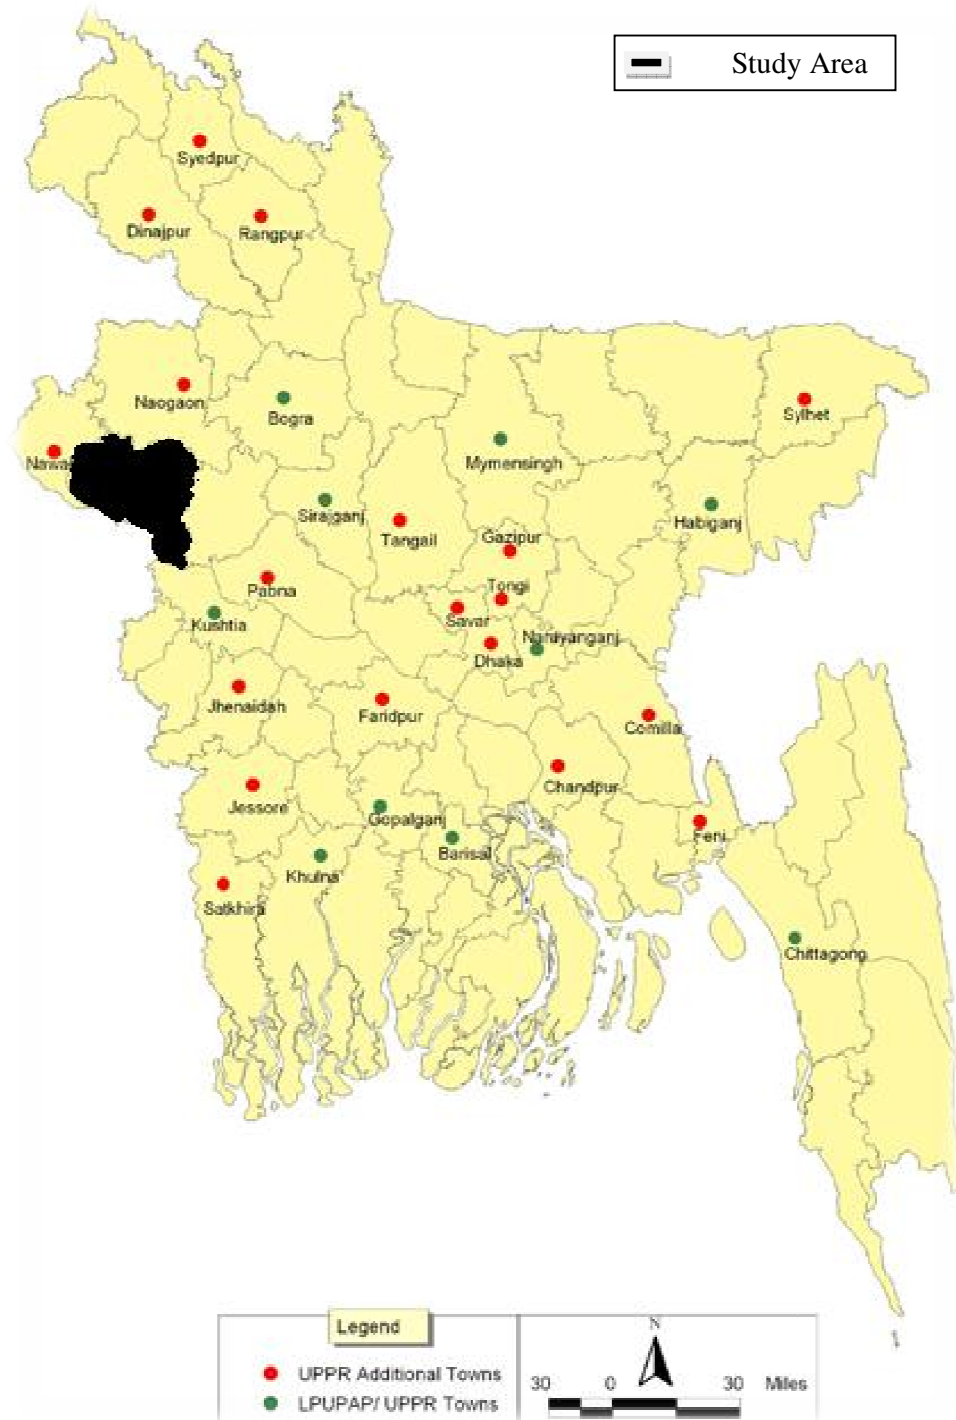 Study Area
Syedpur
Dinajpur
Rangpur
Naogaon
Bogra
Sylhet
Nawa
Mymensingh
Sirajganj
Tangail
Habiganj
Gazipur
Pabna
Tongi
Kushtia
Savar
Narayanganj
Dhaka
Jhenaidah
Faridpur
Comilla
Chandpur
Jessore
Gopalganj
Feni
Barisal
Khulna
Satkhira
Chittagong
Legend
N
UPPR Additional Towns
30 0 30 Miles
LPUPAP/ UPPR Towns